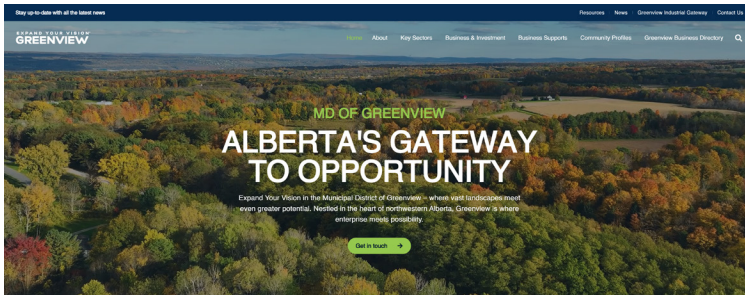 Stay up-to-date with all the latest news
Resources News Greenview Industrial Gateway Contact Us
EXPAND YOUR VISION
GREENVIEW
Home About Key Sectors Business & Investment Business Supports Community Profiles Greenview Business Directory
MD OF GREENVIEW
ALBERTA'S GATEWAY
TO OPPORTUNITY
Expand Your Vision in the Municipal District of Greenview – where vast landscapes meet
even greater potential. Nestled in the heart of northwestern Alberta, Greenview is where
enterprise meets possibility.
Get in touch